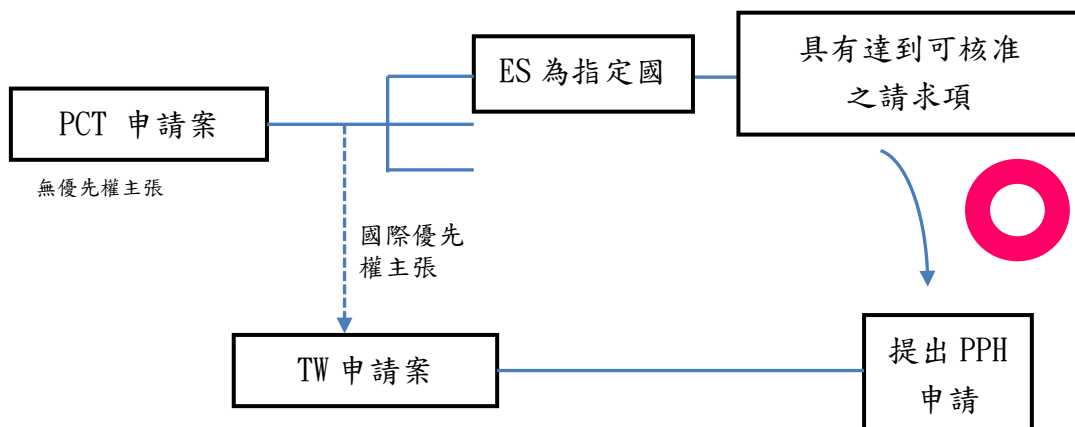 ES 為指定國
具有達到可核准
之請求項
PCT 申請案
無優先權主張
國際優先
權主張
TW 申請案
提出 PPH
申請